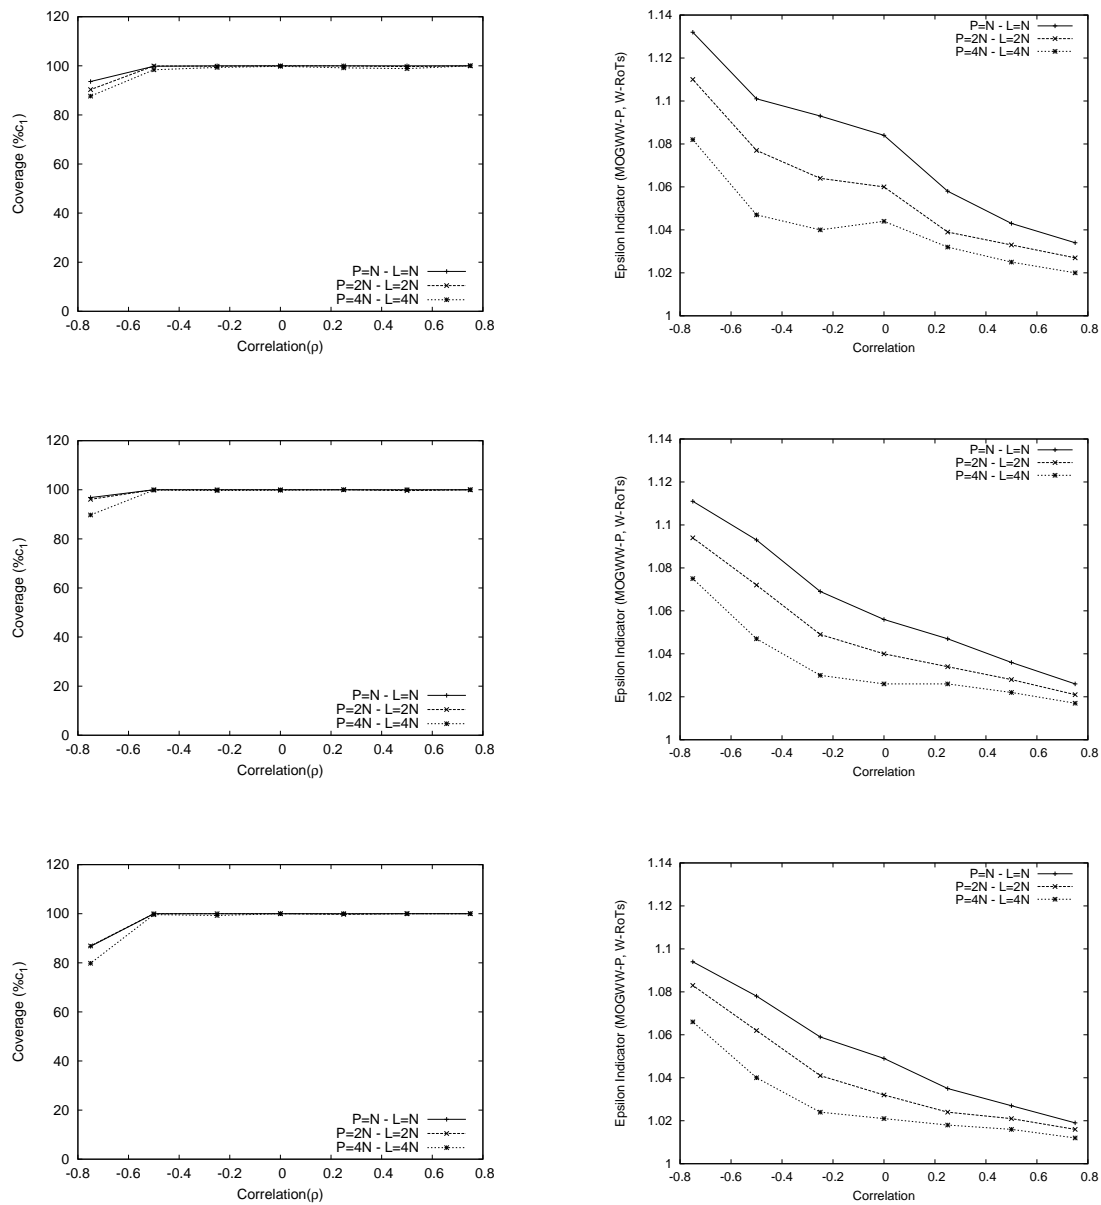 120
100
80
60
40
20
0
-0.8 -0.6 -0.4 -0.2 0 0.2 0.4 0.6 0.8
Coverage (%c1)
Correlation(ρ)
P=N - L=N
P=2N - L=2N
P=4N - L=4N
1.14
1.12
1.1
1.08
1.06
1.04
1.02
1
-0.8 -0.6 -0.4 -0.2 0 0.2 0.4 0.6 0.8
Epsilon Indicator (MOGWW-P, W-RoTs)
Correlation
P=N - L=N
P=2N - L=2N
P=4N - L=4N
120
100
80
60
40
20
0
-0.8 -0.6 -0.4 -0.2 0 0.2 0.4 0.6 0.8
Coverage (%c1)
Correlation(ρ)
P=N - L=N
P=2N - L=2N
P=4N - L=4N
1.14
1.12
1.1
1.08
1.06
1.04
1.02
1
-0.8 -0.6 -0.4 -0.2 0 0.2 0.4 0.6 0.8
Epsilon Indicator (MOGWW-P, W-RoTs)
Correlation
P=N - L=N
P=2N - L=2N
P=4N - L=4N
120
100
80
60
40
20
0
-0.8 -0.6 -0.4 -0.2 0 0.2 0.4 0.6 0.8
Coverage (%c1)
Correlation(ρ)
P=N - L=N
P=2N - L=2N
P=4N - L=4N
1.14
1.12
1.1
1.08
1.06
1.04
1.02
1
-0.8 -0.6 -0.4 -0.2 0 0.2 0.4 0.6 0.8
Epsilon Indicator (MOGWW-P, W-RoTs)
Correlation
P=N - L=N
P=2N - L=2N
P=4N - L=4N